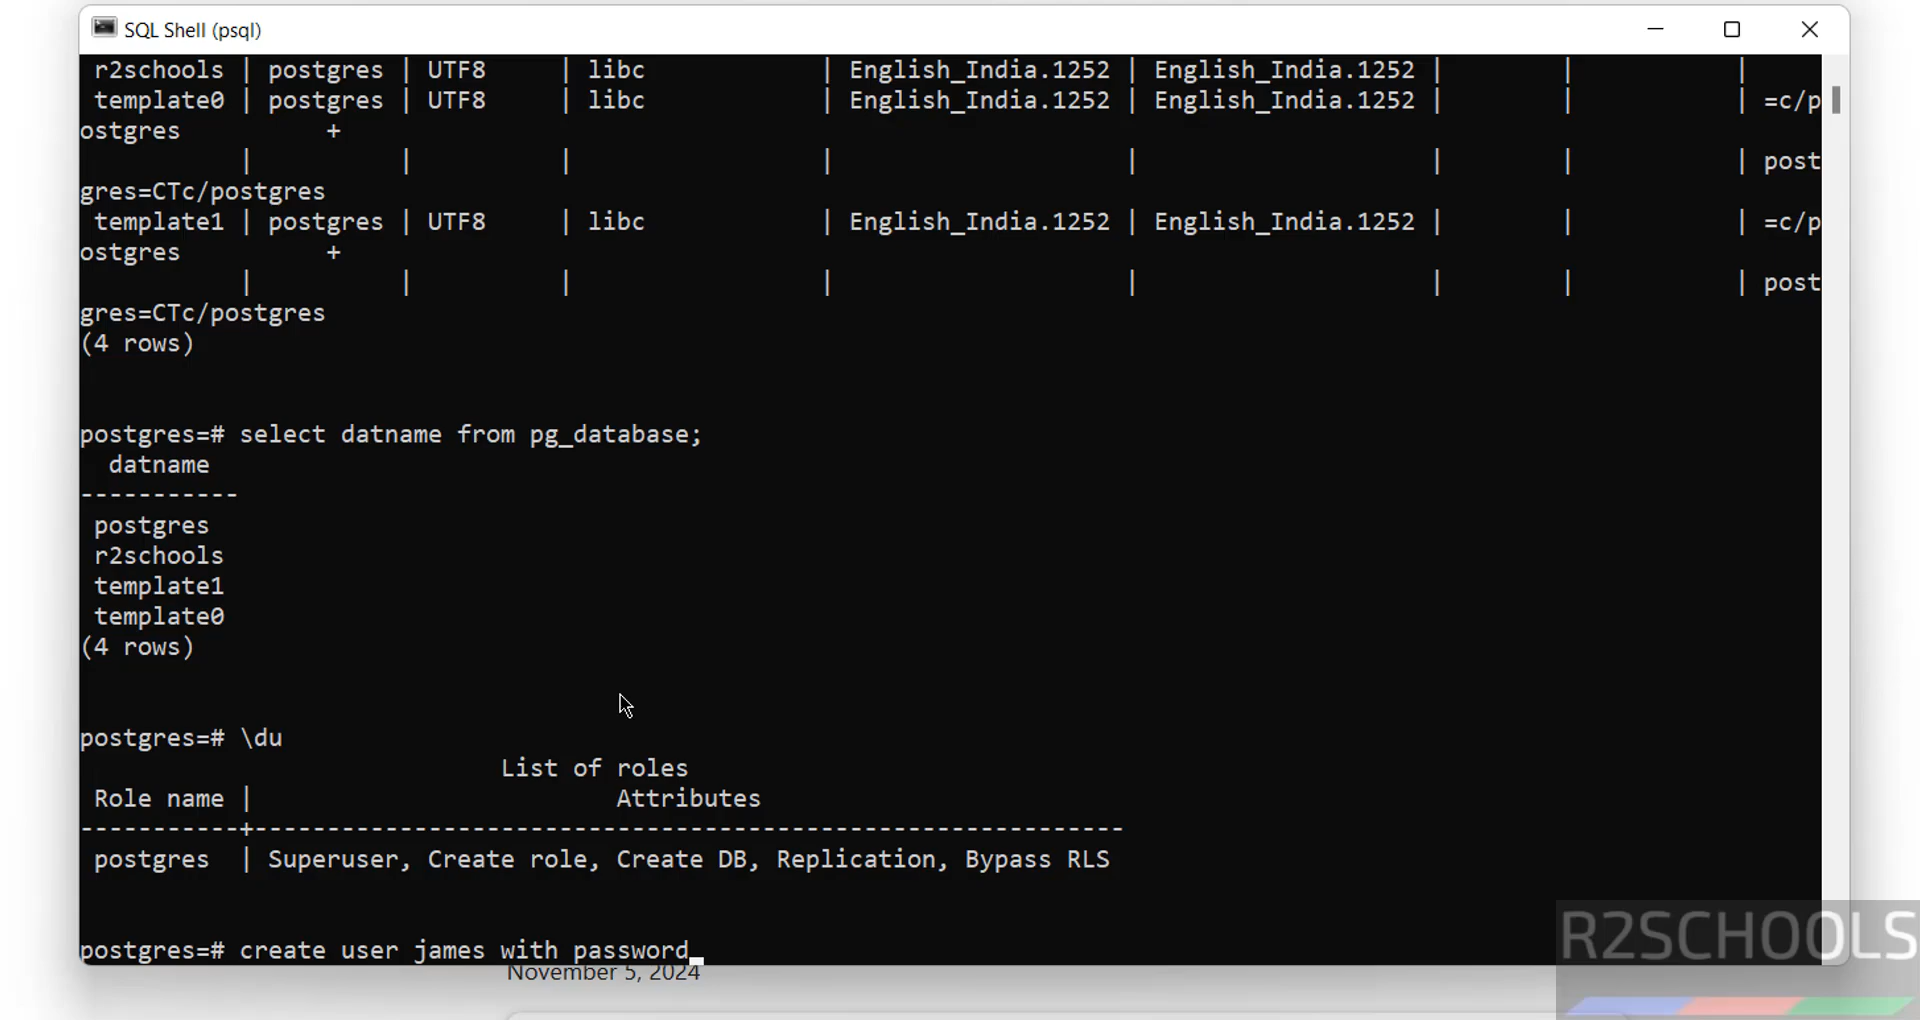 SQL Shell (psql)
r2schools | postgres | UTF8 | libc | English_India.1252 | English_India.1252 | | |
template0 | postgres | UTF8 | libc | English_India.1252 | English_India.1252 | | | =c/p
ostgres +
| | | | | | | | post
gres=CTc/postgres
template1 | postgres | UTF8 | libc | English_India.1252 | English_India.1252 | | | =c/p
ostgres +
| | | | | | | | post
gres=CTc/postgres
(4 rows)
postgres=# select datname from pg_database;
datname
-----------
postgres
r2schools
template1
template0
(4 rows)
postgres=# \du
List of roles
Role name | Attributes
-----------+------------------------------------------------------------
postgres | Superuser, Create role, Create DB, Replication, Bypass RLS
postgres=# create user james with password
November 5, 2024
R2SCHOOLS